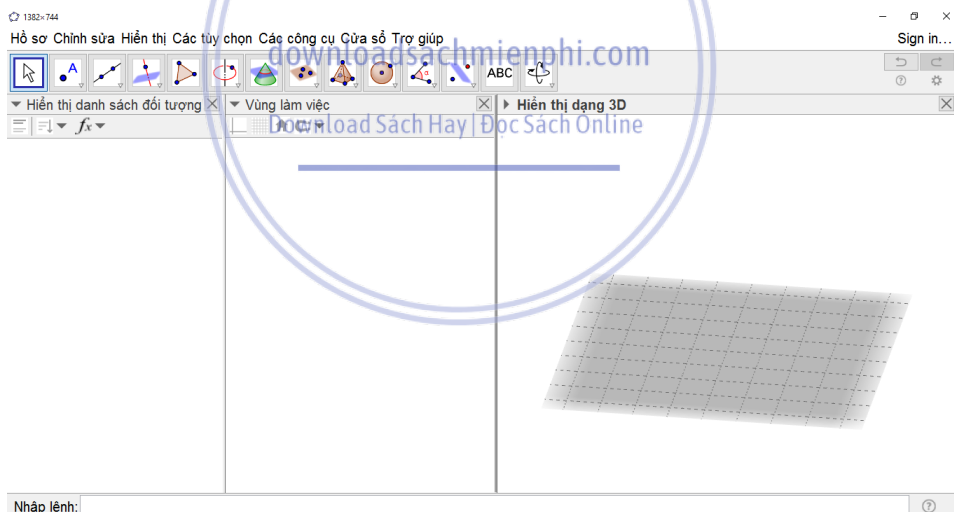 1382×744
Hồ sơ Chỉnh sửa Hiển thị Các tùy chọn Các công cụ Cửa sổ Trợ giúp Sign in...
downloadsachmienphi.com
A
α
ABC
Hiển thị danh sách đối tượng Vùng làm việc Hiển thị dạng 3D
fx
Download Sách Hay | Đọc Sách Online
Nhập lệnh: